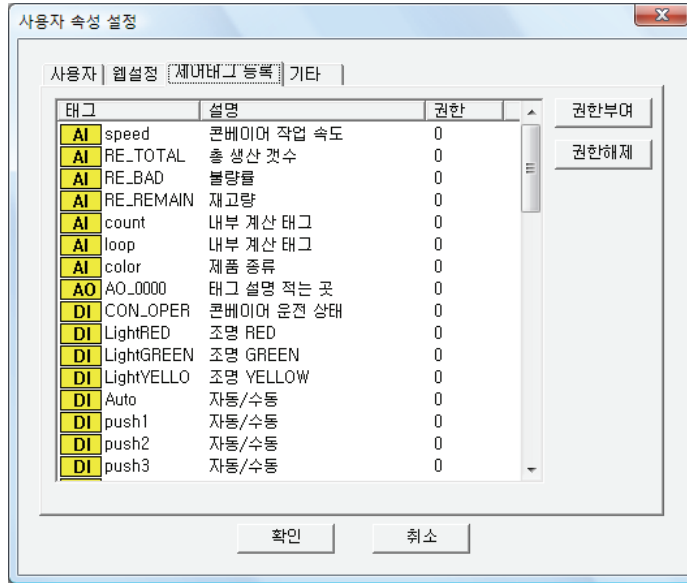 사용자 속성 설정
사용자 웹설정 제어태그 등록 기타
태그 설명 권한
AI speed 콘베이어 작업 속도 0
AI RE_TOTAL 총 생산 갯수 0
AI RE_BAD 불량률 0
AI RE_REMAIN 재고량 0
AI count 내부 계산 태그 0
AI loop 내부 계산 태그 0
AI color 제품 종류 0
AO AO_0000 태그 설명 적는 곳 0
DI CON_OPER 콘베이어 운전 상태 0
DI LightRED 조명 RED 0
DI LightGREEN 조명 GREEN 0
DI LightYELLO 조명 YELLOW 0
DI Auto 자동/수동 0
DI push1 자동/수동 0
DI push2 자동/수동 0
DI push3 자동/수동 0
권한부여
권한해제
확인 취소